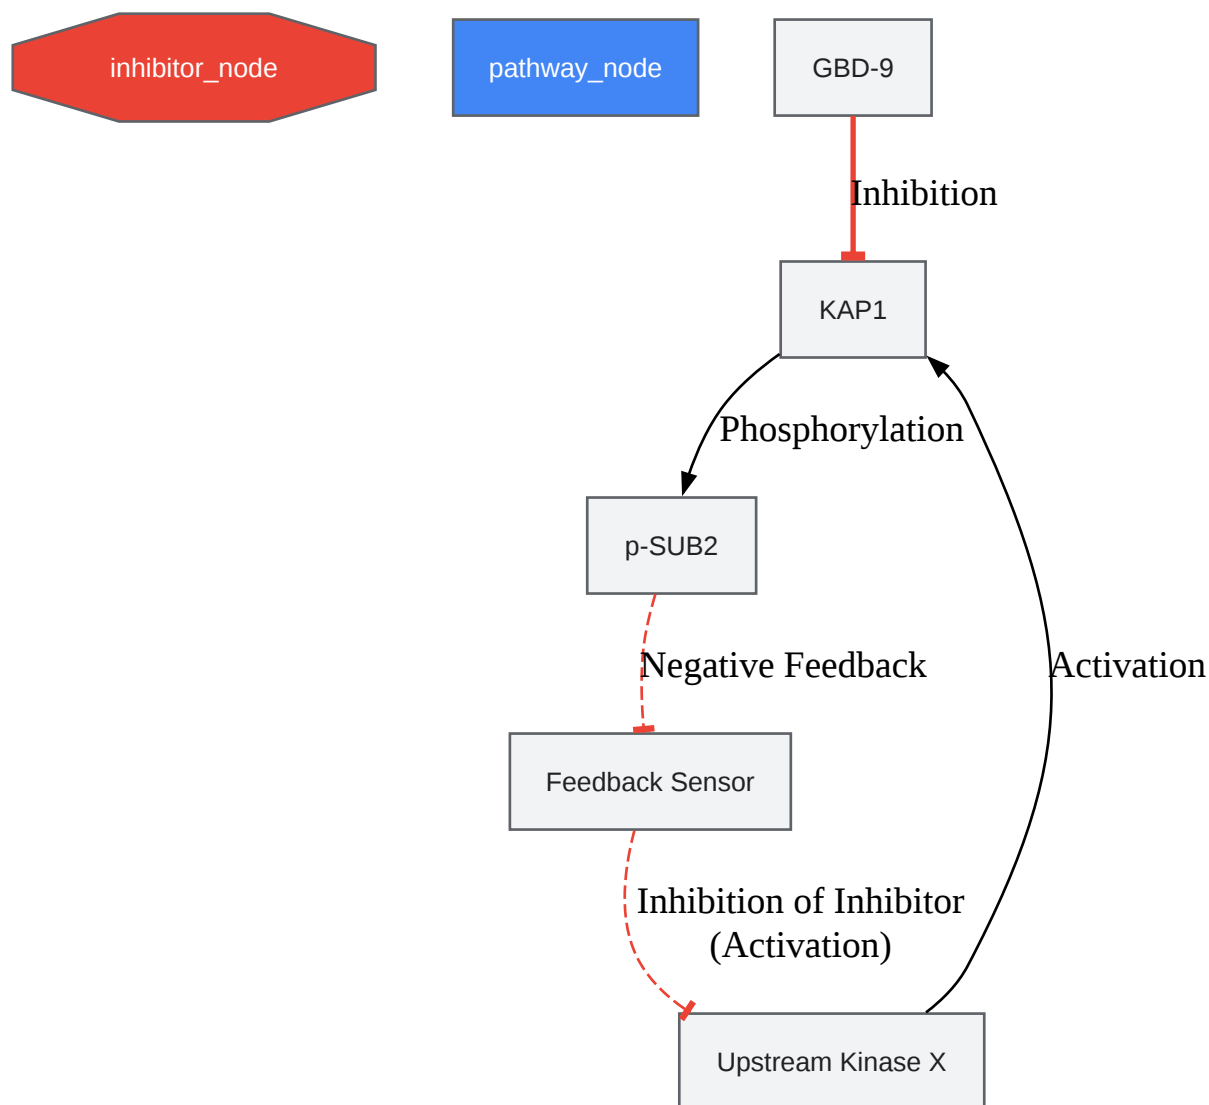 inhibitor_node
pathway_node
GBD-9
Inhibition
KAP1
Phosphorylation
p-SUB2
Negative Feedback
Activation
Feedback Sensor
Inhibition of Inhibitor
(Activation)
Upstream Kinase X